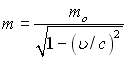 m = m_o / √(1 − (υ/c)²)